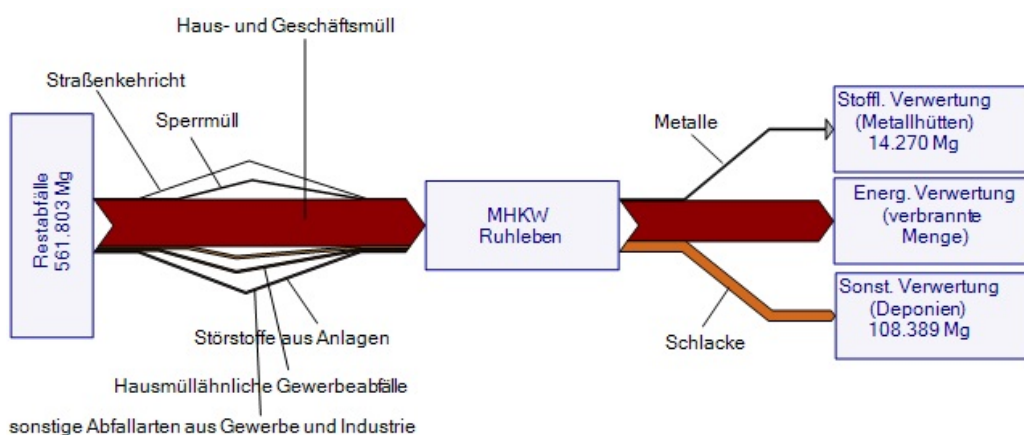 Haus- und Geschäftsmüll
Straßenkehricht
Sperrmüll
Restabfälle
561.803 Mg
MHKW
Ruhleben
Metalle
Stoffl. Verwertung
(Metallhütten)
14.270 Mg
Energ. Verwertung
(verbrannte
Menge)
Sonst. Verwertung
(Deponien)
108.389 Mg
Schlacke
Störstoffe aus Anlagen
Hausmüllähnliche Gewerbeabfälle
sonstige Abfallarten aus Gewerbe und Industrie